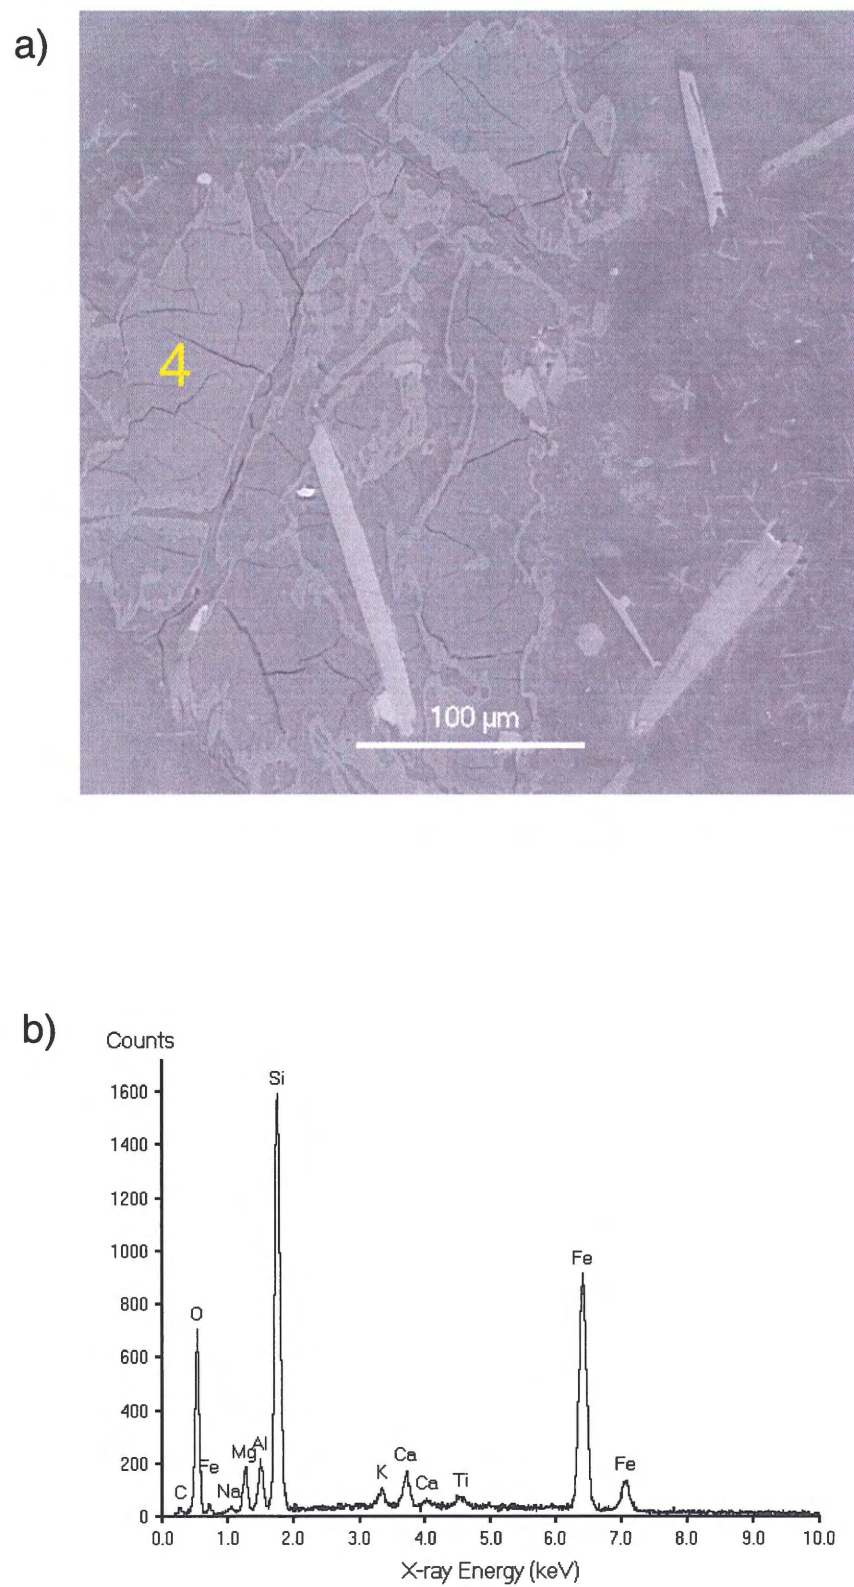 a)
4
100 µm
b)
Counts
1600
1400
1200
1000
800
600
400
200
0
Si
O
Fe
C
Na
Mg
Al
K
Ca
Ca
Ti
Fe
Fe
0.0 1.0 2.0 3.0 4.0 5.0 6.0 7.0 8.0 9.0 10.0
X-ray Energy (keV)